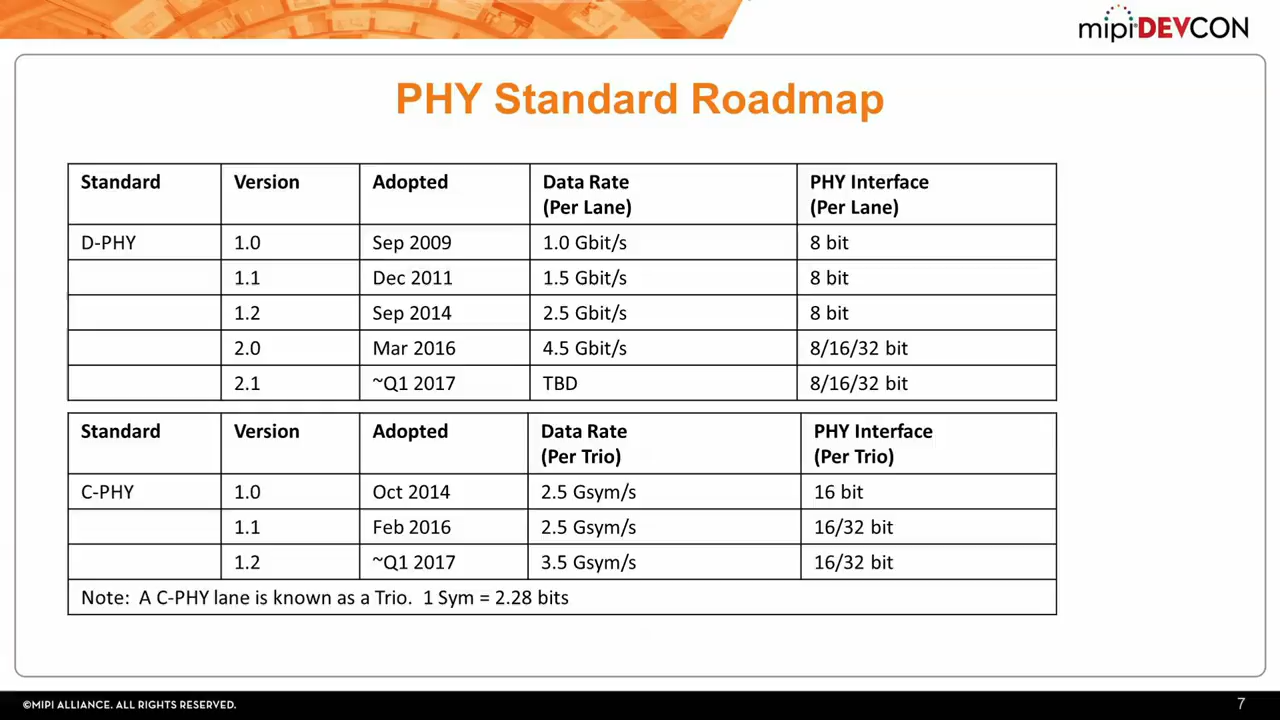 mipi DEVCON
PHY Standard Roadmap
Standard Version Adopted Data Rate (Per Lane) PHY Interface (Per Lane)
D-PHY 1.0 Sep 2009 1.0 Gbit/s 8 bit
1.1 Dec 2011 1.5 Gbit/s 8 bit
1.2 Sep 2014 2.5 Gbit/s 8 bit
2.0 Mar 2016 4.5 Gbit/s 8/16/32 bit
2.1 ~Q1 2017 TBD 8/16/32 bit
Standard Version Adopted Data Rate (Per Trio) PHY Interface (Per Trio)
C-PHY 1.0 Oct 2014 2.5 Gsym/s 16 bit
1.1 Feb 2016 2.5 Gsym/s 16/32 bit
1.2 ~Q1 2017 3.5 Gsym/s 16/32 bit
Note: A C-PHY lane is known as a Trio. 1 Sym = 2.28 bits
©MIPI ALLIANCE. ALL RIGHTS RESERVED.
7